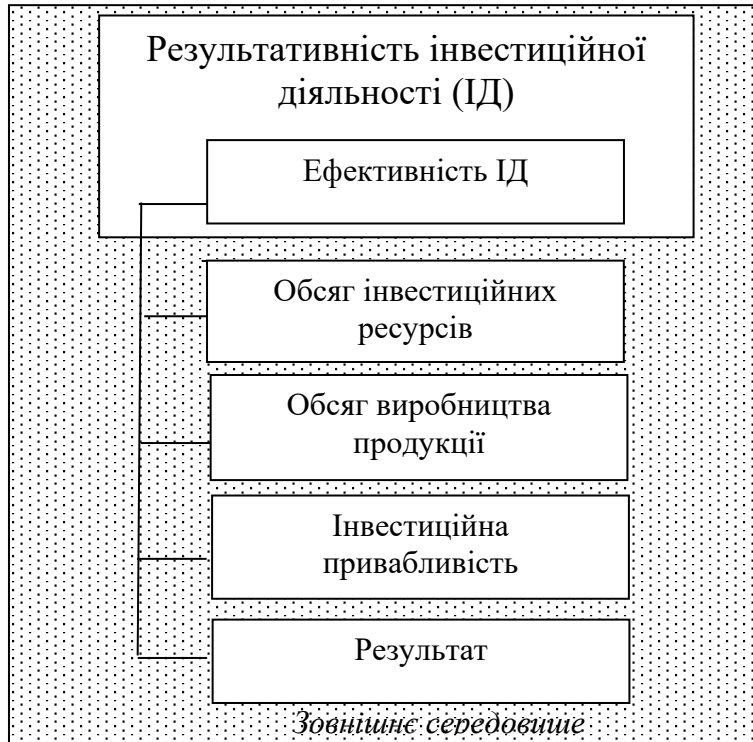 Результативність інвестиційної
діяльності (ІД)
Ефективність ІД
Обсяг інвестиційних
ресурсів
Обсяг виробництва
продукції
Інвестиційна
привабливість
Результат
Зовнішнє середовище